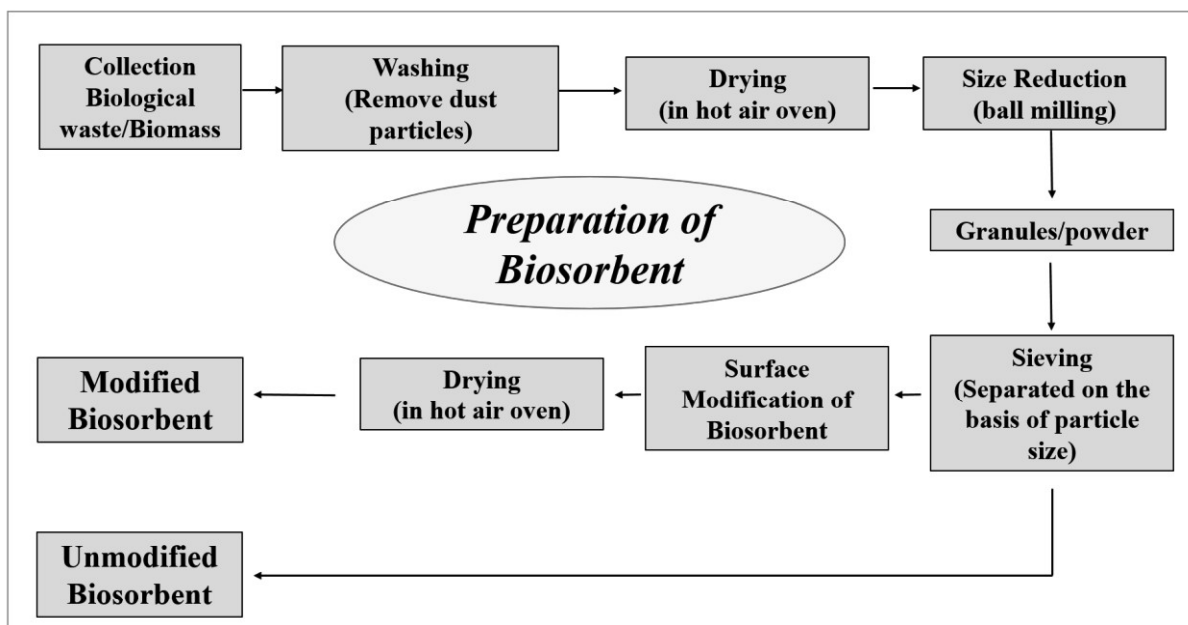 Collection
Biological
waste/Biomass
Washing
(Remove dust
particles)
Drying
(in hot air oven)
Size Reduction
(ball milling)
Preparation of
Biosorbent
Granules/powder
Sieving
(Separated on the
basis of particle
size)
Surface
Modification of
Biosorbent
Drying
(in hot air oven)
Modified
Biosorbent
Unmodified
Biosorbent